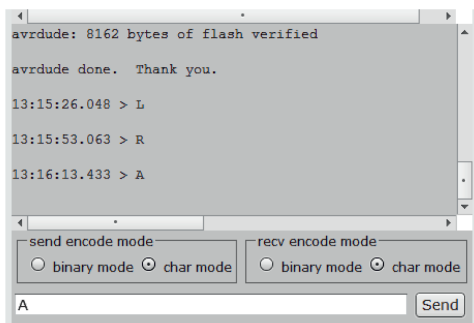 avrdude: 8162 bytes of flash verified
avrdude done.  Thank you.
13:15:26.048 > L
13:15:53.063 > R
13:16:13.433 > A
send encode mode
recv encode mode
binary mode char mode
binary mode char mode
A
Send